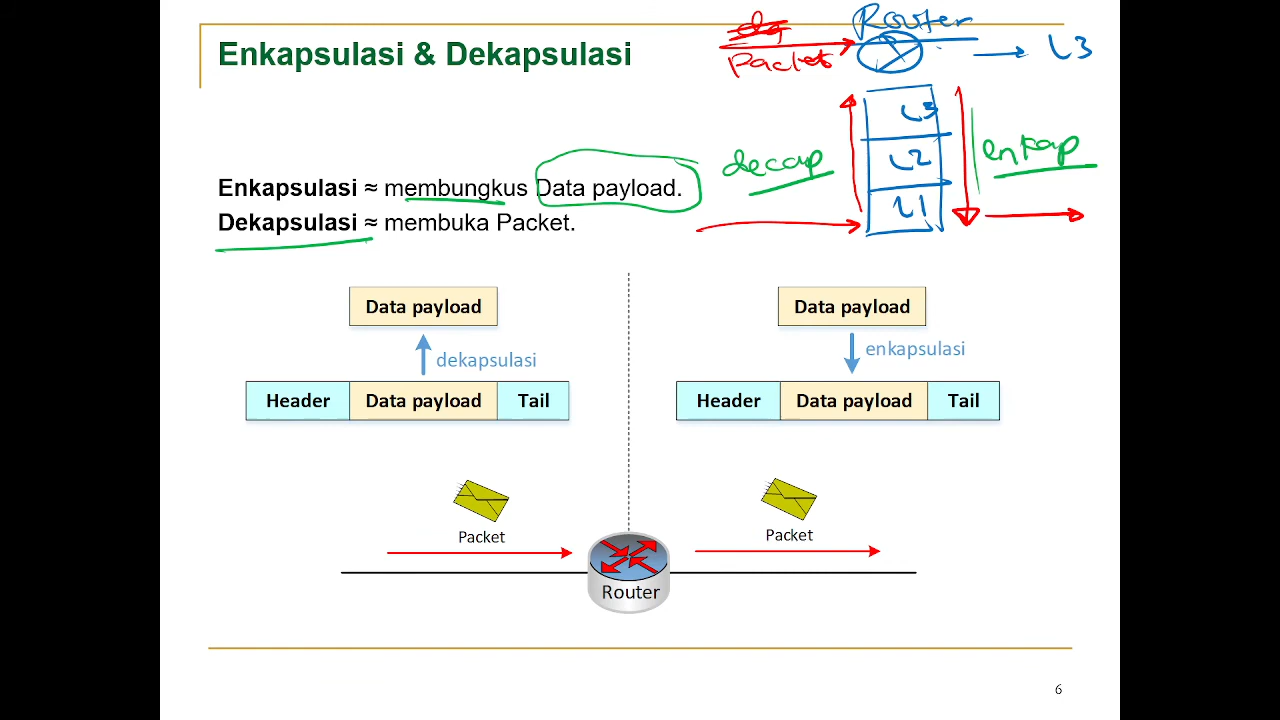 Enkapsulasi & Dekapsulasi
Router
Packet
L3
L3
L2
L1
decap
enkap
Enkapsulasi ≈ membungkus Data payload.
Dekapsulasi ≈ membuka Packet.
Data payload
dekapsulasi
Header Data payload Tail
Packet
Data payload
enkapsulasi
Header Data payload Tail
Packet
Router
6